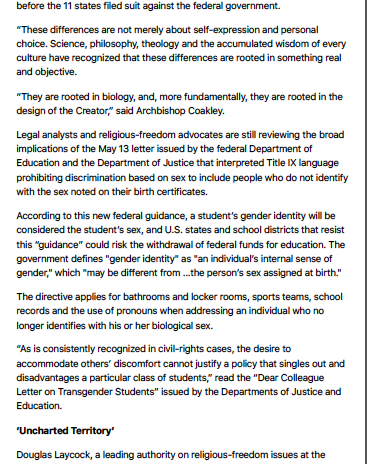 before the 11 states filed suit against the federal government.
“These differences are not merely about self-expression and personal
choice. Science, philosophy, theology and the accumulated wisdom of every
culture have recognized that these differences are rooted in something real
and objective.
“They are rooted in biology, and, more fundamentally, they are rooted in the
design of the Creator,” said Archbishop Coakley.
Legal analysts and religious-freedom advocates are still reviewing the broad
implications of the May 13 letter issued by the federal Department of
Education and the Department of Justice that interpreted Title IX language
prohibiting discrimination based on sex to include people who do not identify
with the sex noted on their birth certificates.
According to this new federal guidance, a student’s gender identity will be
considered the student’s sex, and U.S. states and school districts that resist
this “guidance” could risk the withdrawal of federal funds for education. The
government defines "gender identity" as "an individual’s internal sense of
gender," which "may be different from ...the person’s sex assigned at birth."
The directive applies for bathrooms and locker rooms, sports teams, school
records and the use of pronouns when addressing an individual who no
longer identifies with his or her biological sex.
“As is consistently recognized in civil-rights cases, the desire to
accommodate others’ discomfort cannot justify a policy that singles out and
disadvantages a particular class of students,” read the “Dear Colleague
Letter on Transgender Students” issued by the Departments of Justice and
Education.
‘Uncharted Territory’
Douglas Laycock, a leading authority on religious-freedom issues at the